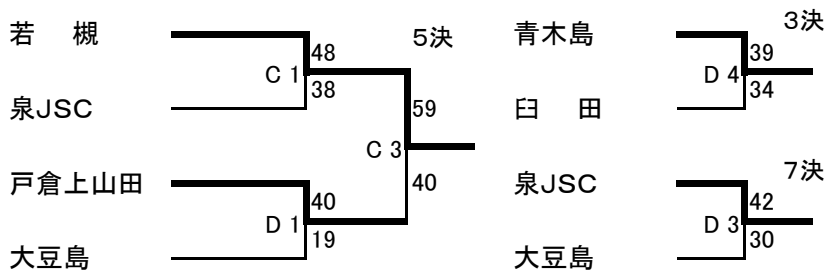 若　槻
48
5決
C 1
38
泉JSC
59
C 3
戸倉上山田
40
40
D 1
19
大豆島
青木島
3決
39
D 4
34
臼　田
7決
泉JSC
42
D 3
30
大豆島